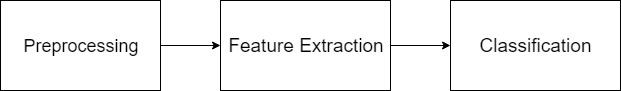 Preprocessing
Feature Extraction
Classification